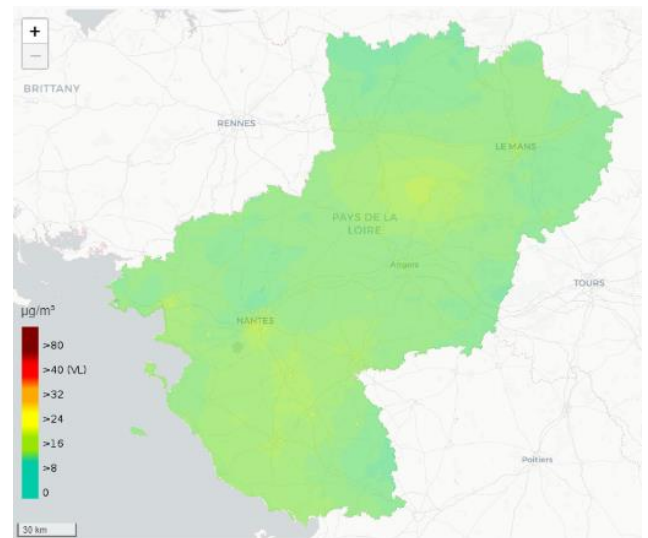 +
−
BRITTANY
RENNES
LE MANS
PAYS DE LA
LOIRE
Angers
TOURS
NANTES
Poitiers
µg/m³
>80
>40 (VL)
>32
>24
>16
>8
0
30 km